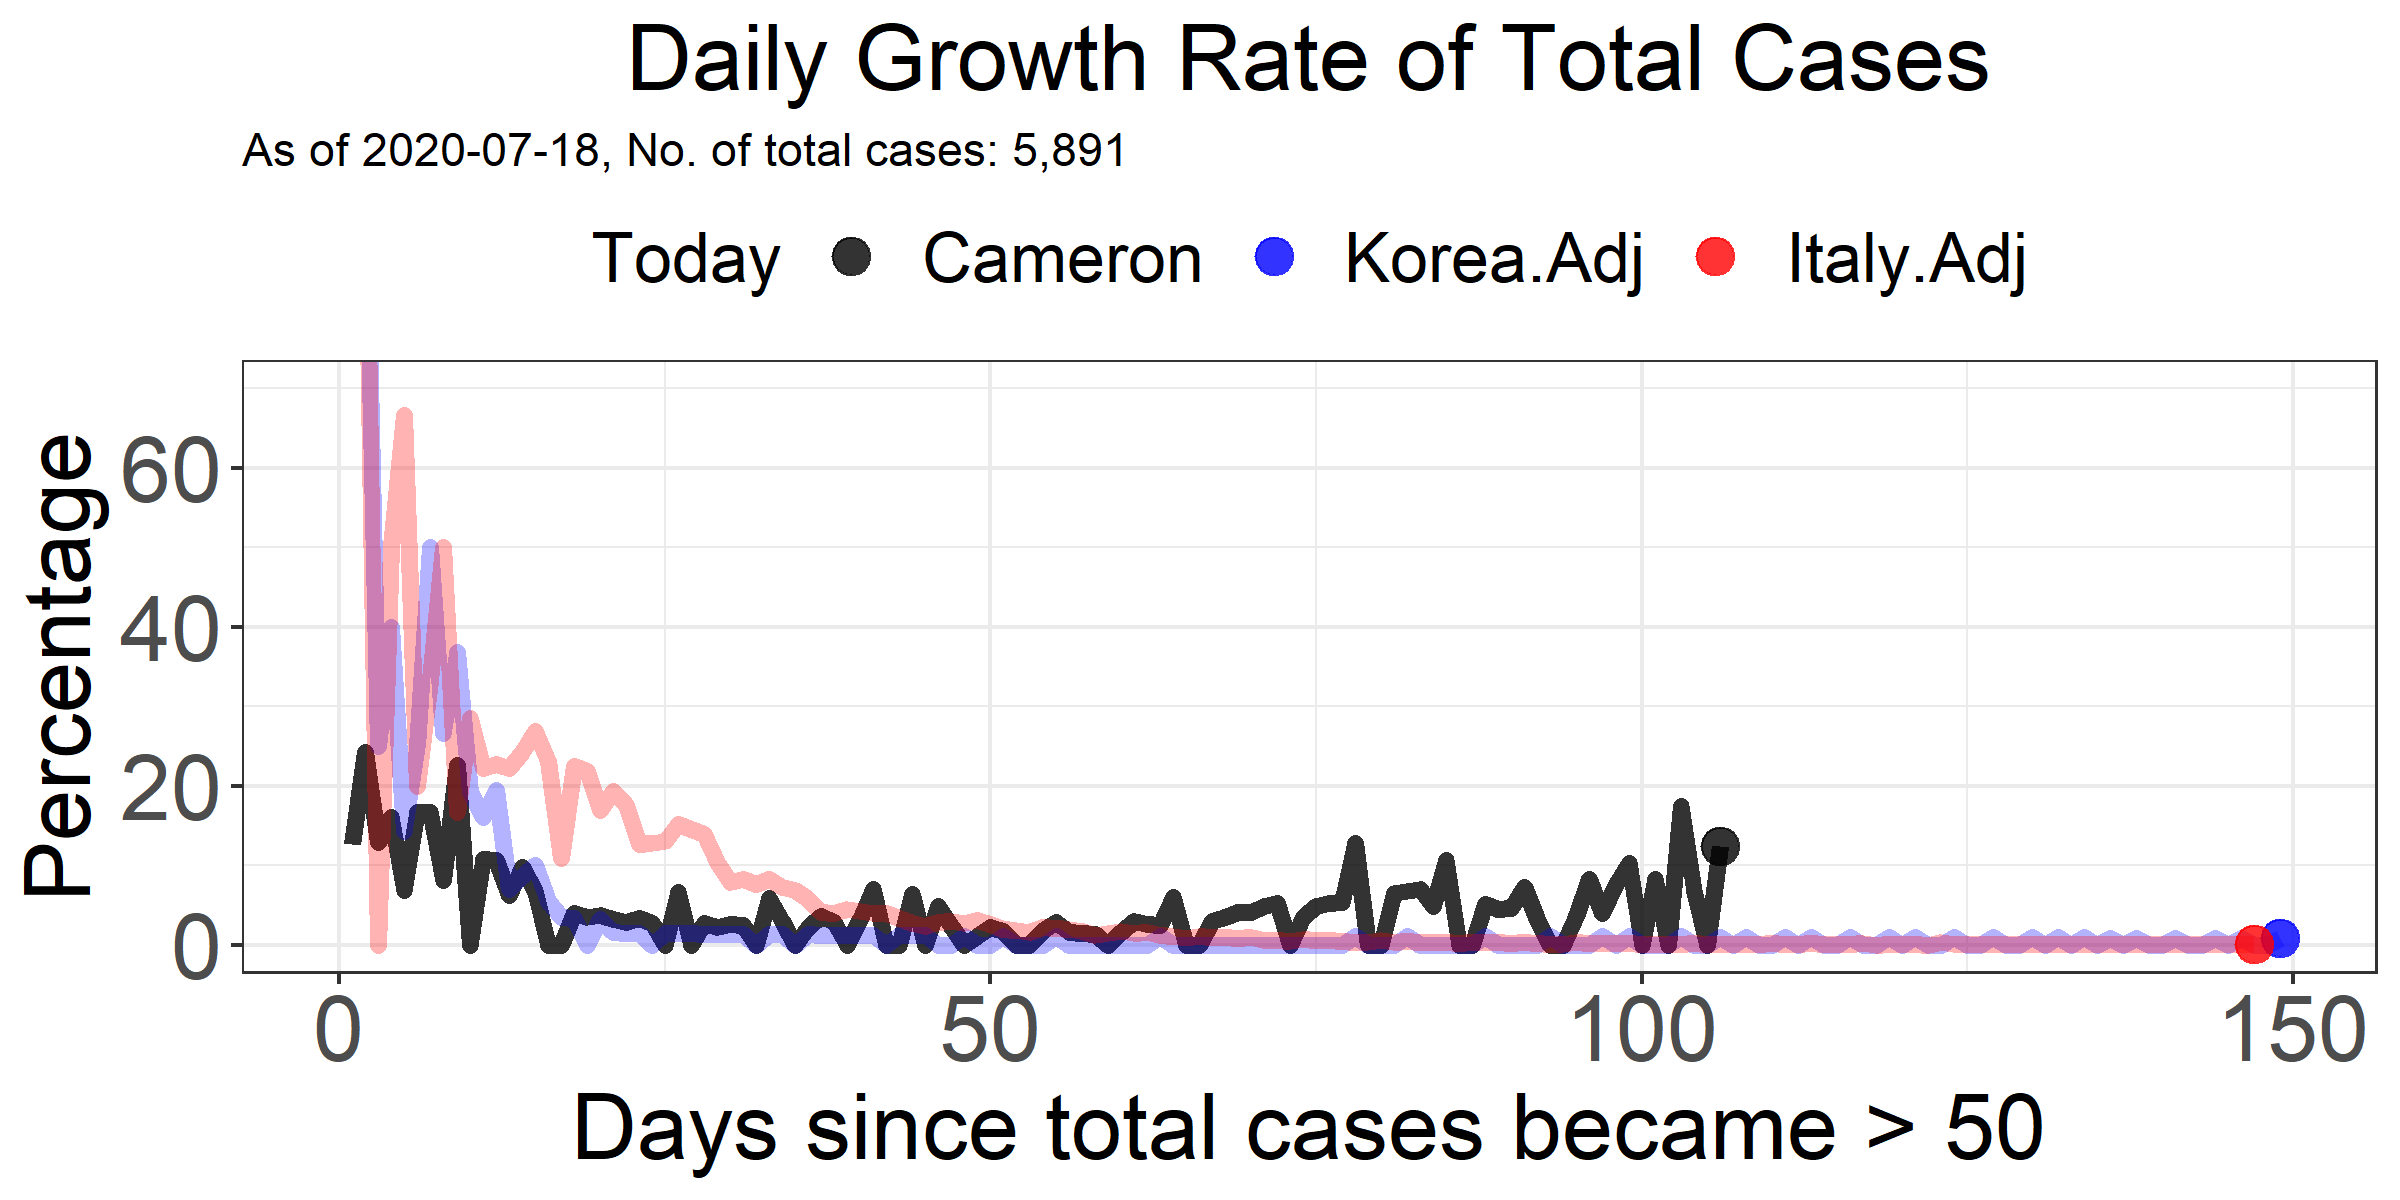 Daily Growth Rate of Total Cases
As of 2020-07-18, No. of total cases: 5,891
Today Cameron Korea.Adj Italy.Adj
Percentage
60
40
20
0
0 50 100 150
Days since total cases became > 50